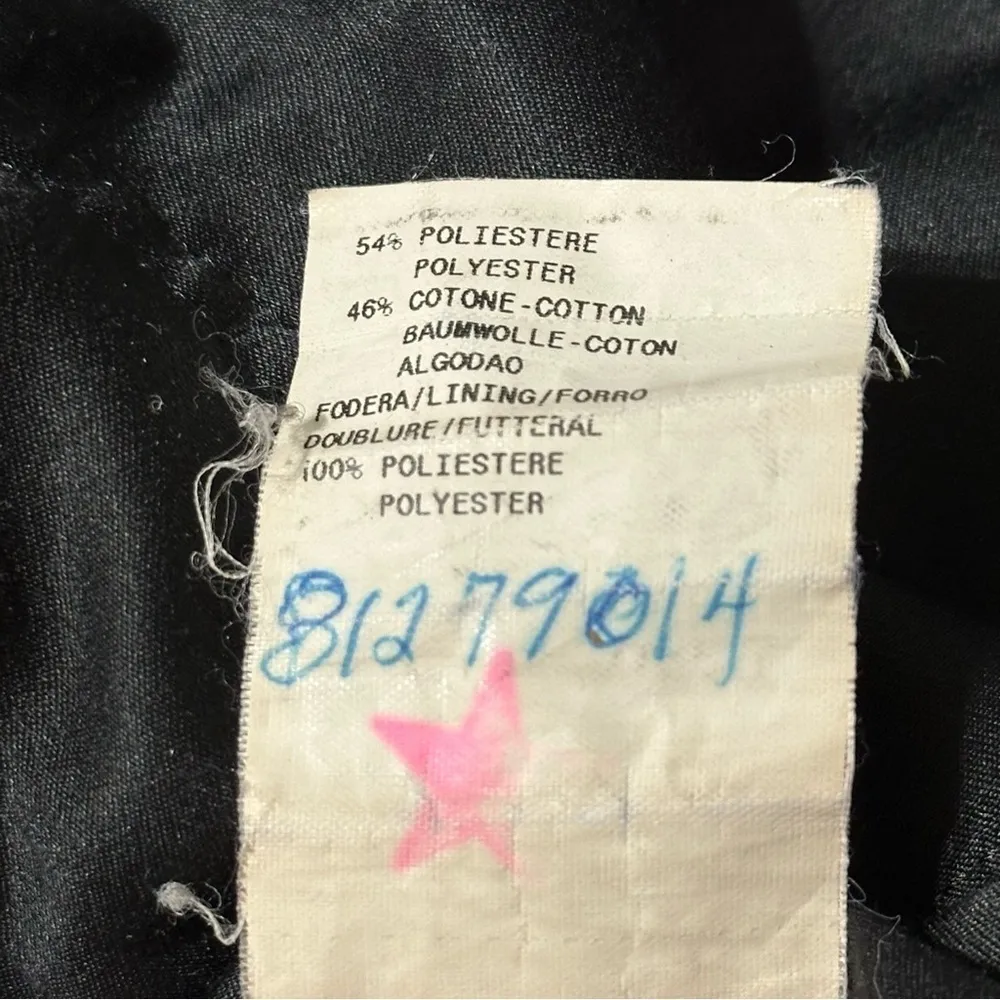 54% POLIESTERE
POLYESTER
46% COTONE-COTTON
BAUMWOLLE-COTON
ALGODAO
FODERA/LINING/FORRO
DOUBLURE/FUTTERAL
100% POLIESTERE
POLYESTER
81279014